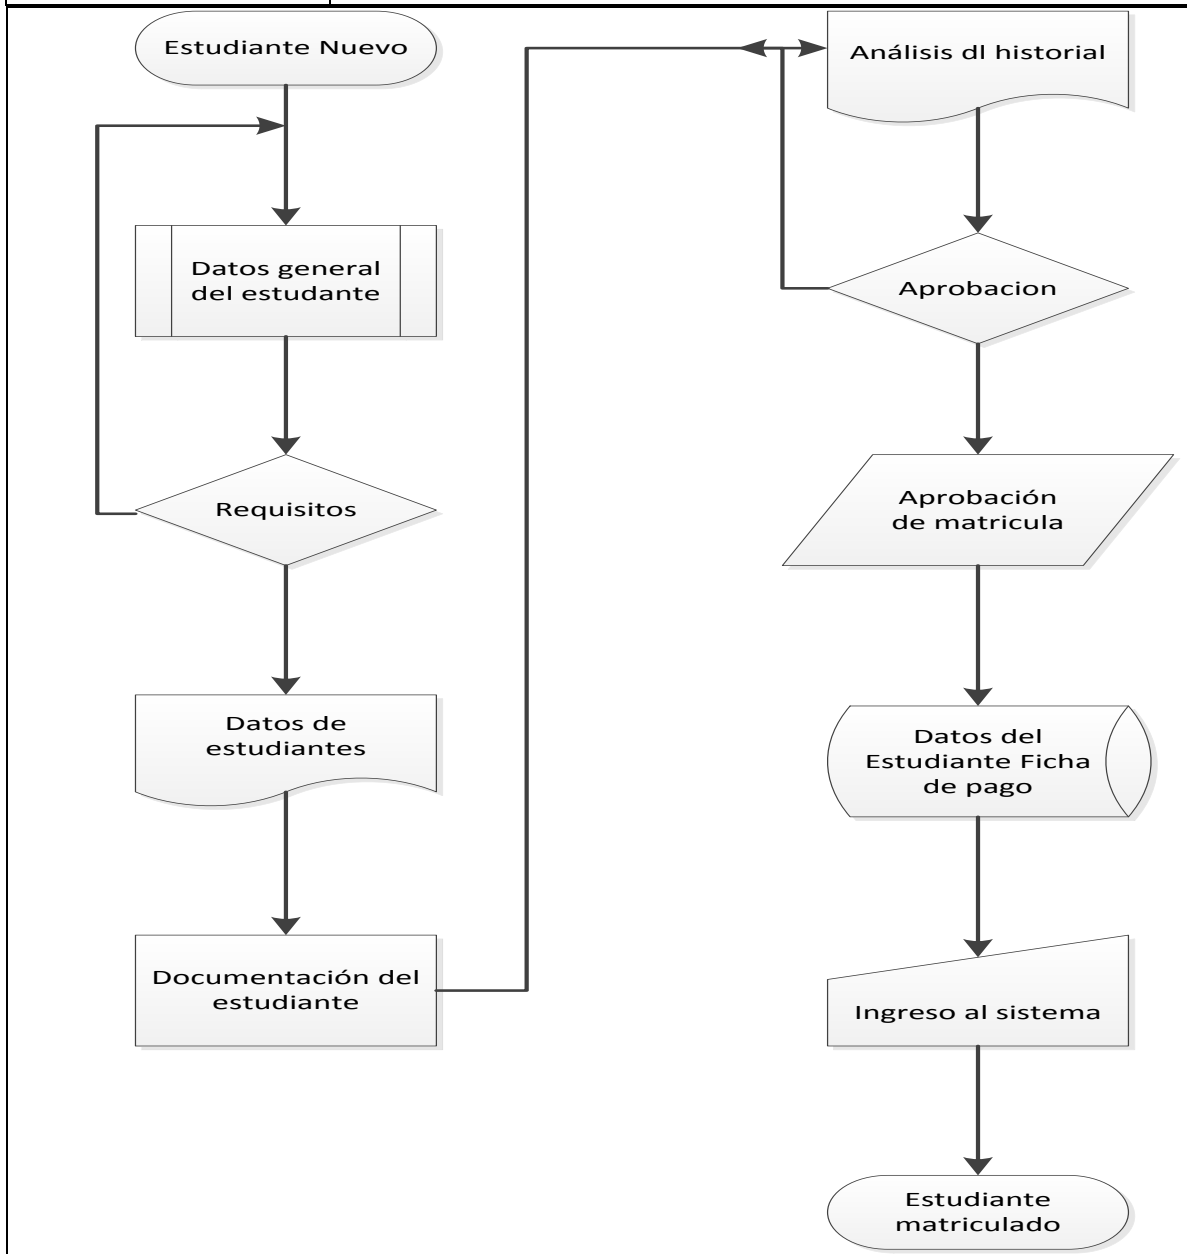 Estudiante Nuevo
Datos general
del estudante
Requisitos
Datos de
estudiantes
Documentación del
estudiante
Análisis dl historial
Aprobacion
Aprobación
de matricula
Datos del
Estudiante Ficha
de pago
Ingreso al sistema
Estudiante
matriculado